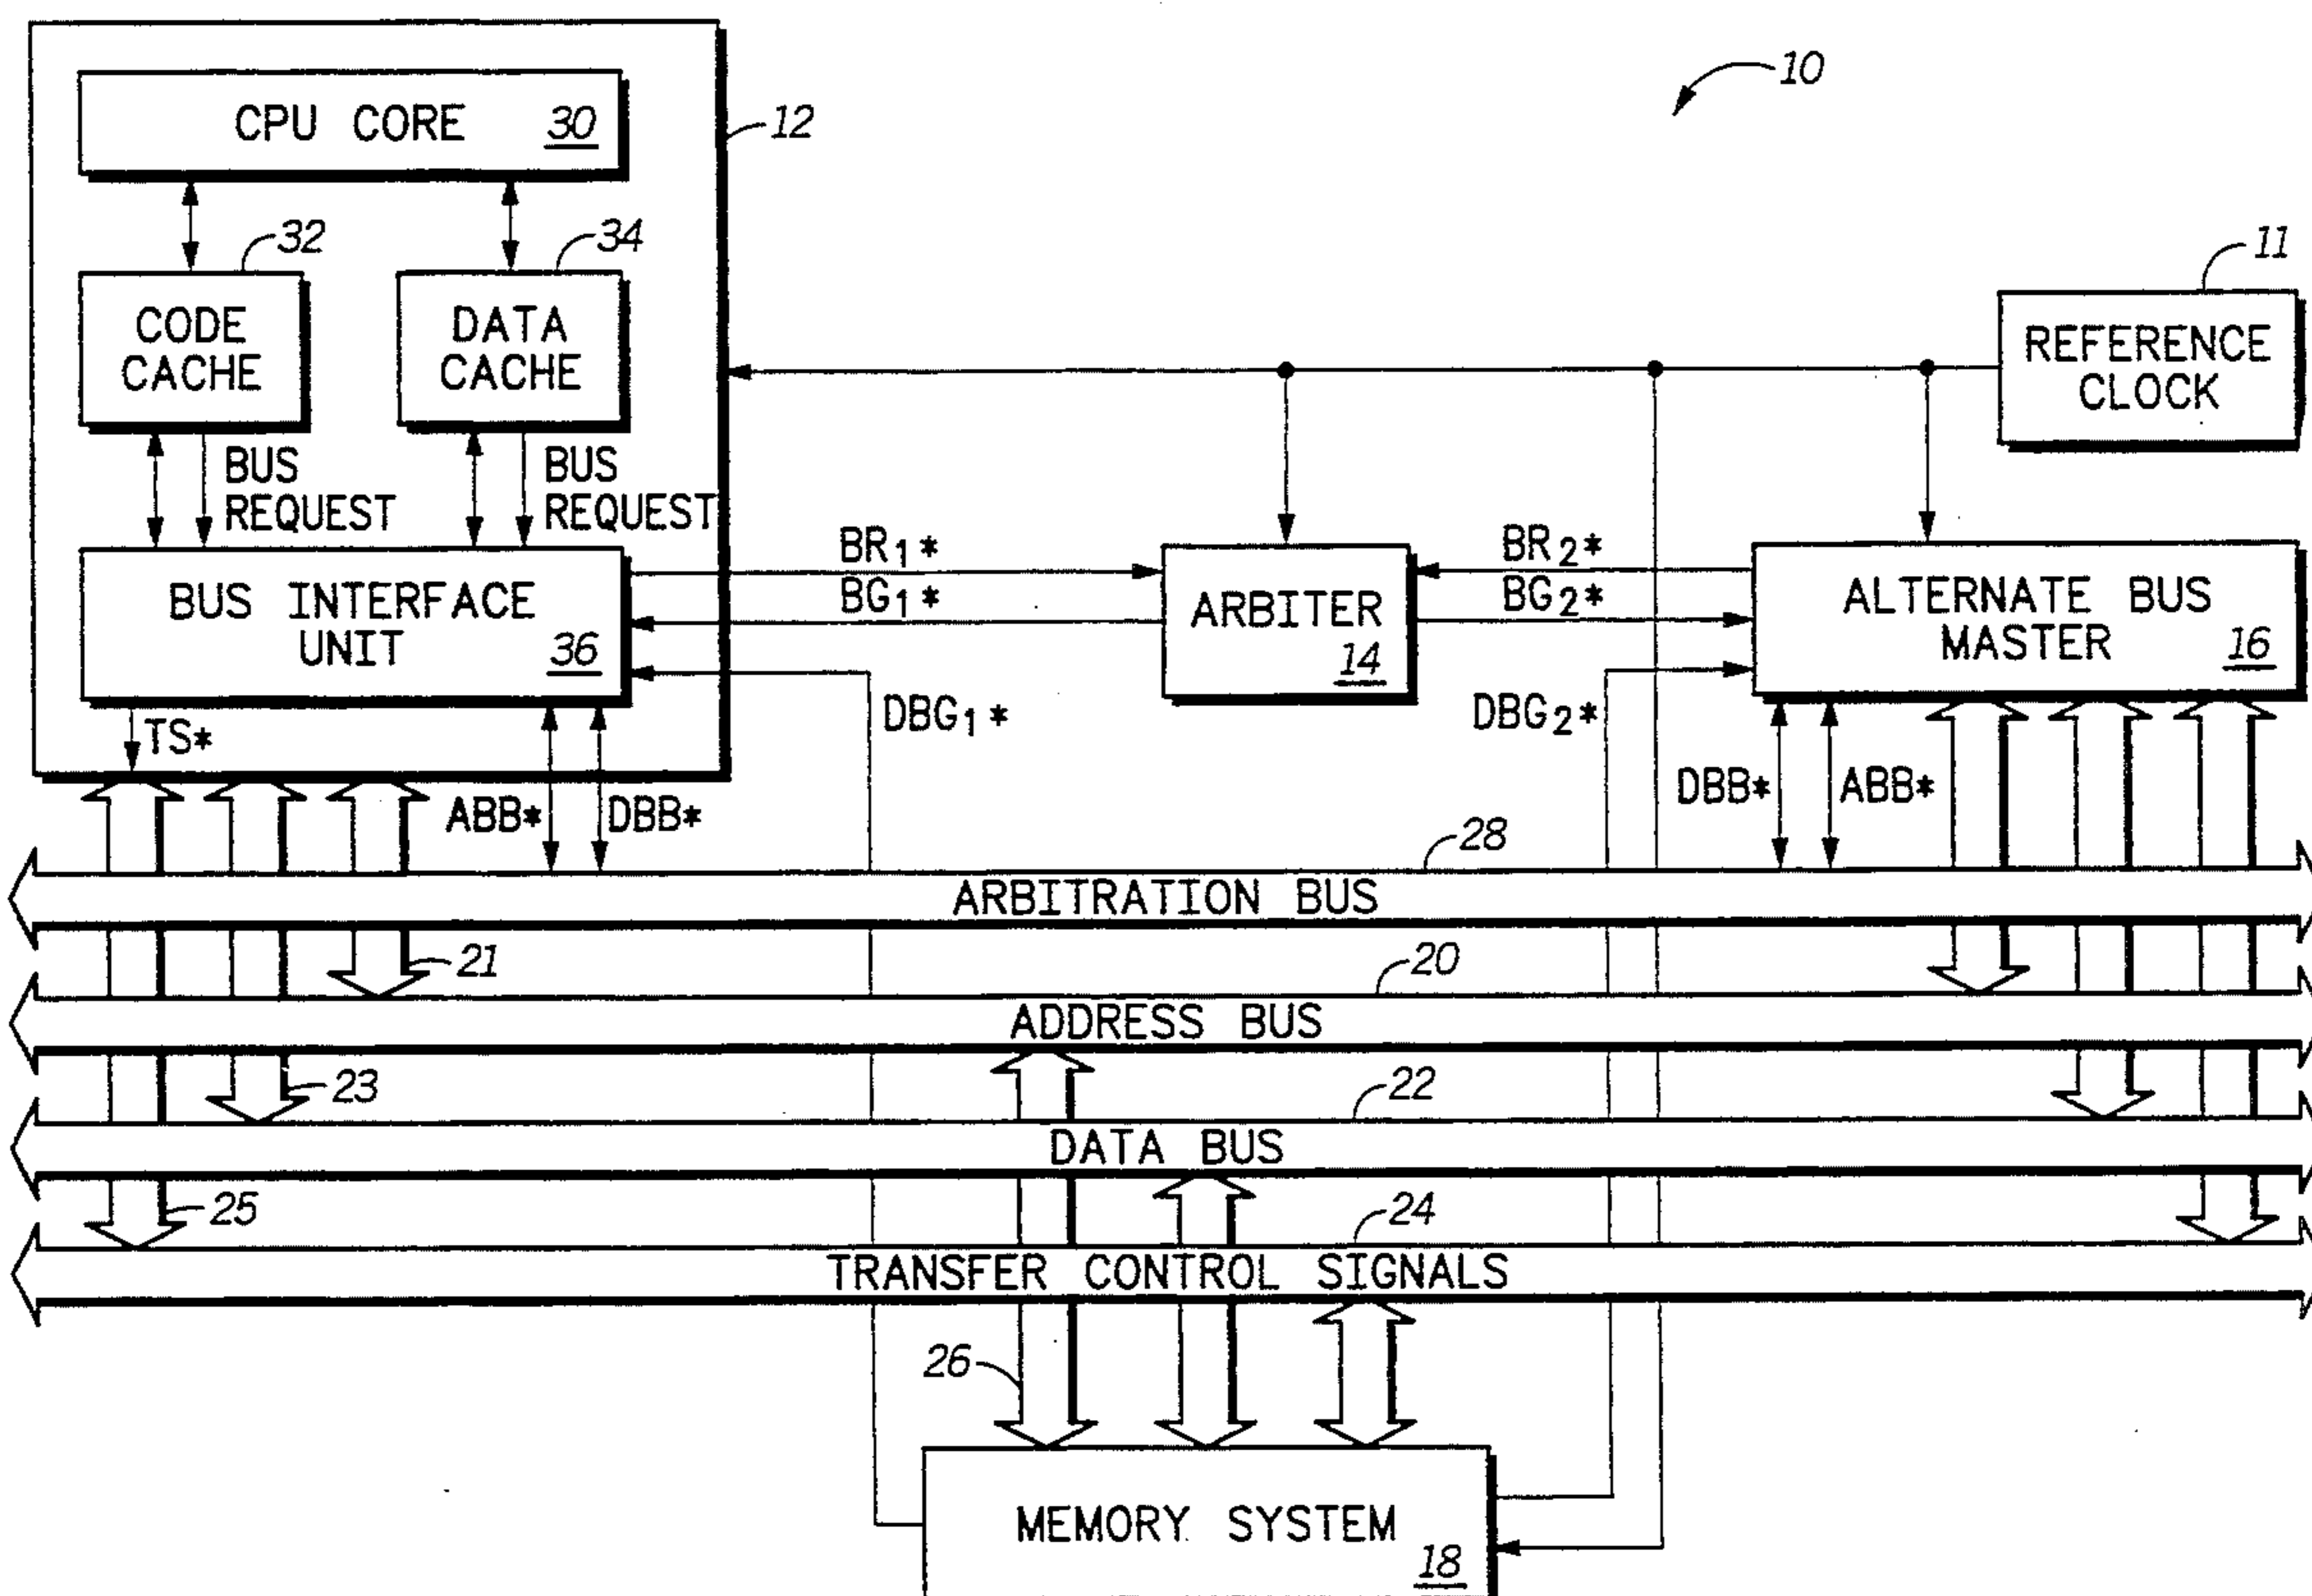 10
CPU CORE 30
12
32
34
11
CODE
CACHE
DATA
CACHE
REFERENCE
CLOCK
BUS
REQUEST
BUS
REQUEST
BR1*
BR2*
BG1*
BG2*
BUS INTERFACE
UNIT 36
ARBITER
14
ALTERNATE BUS
MASTER 16
TS*
DBG1*
DBG2*
ABB*
DBB*
DBB*
ABB*
28
ARBITRATION BUS
21
20
ADDRESS BUS
23
22
DATA BUS
25
24
TRANSFER CONTROL SIGNALS
26
MEMORY SYSTEM
18